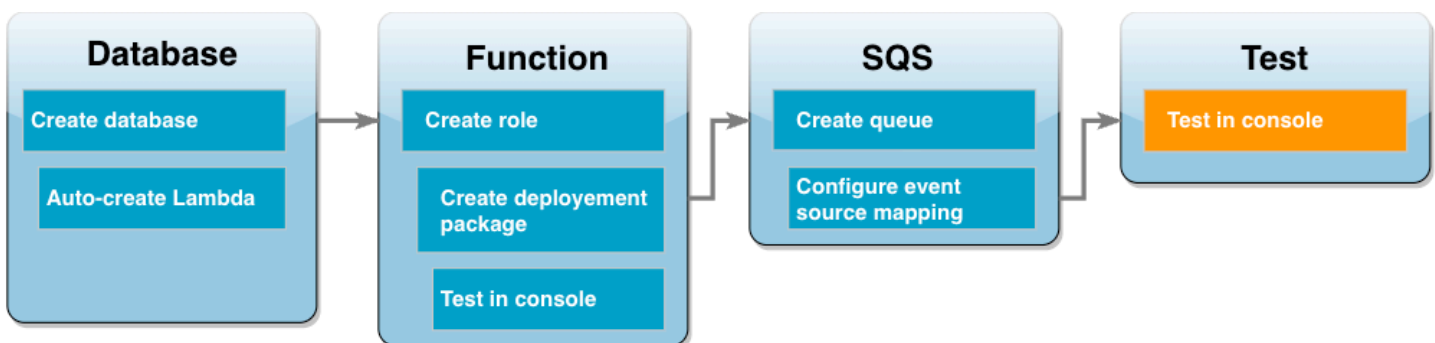 Database
Create database
Auto-create Lambda
Function
Create role
Create deployement
package
Test in console
SQS
Create queue
Configure event
source mapping
Test
Test in console